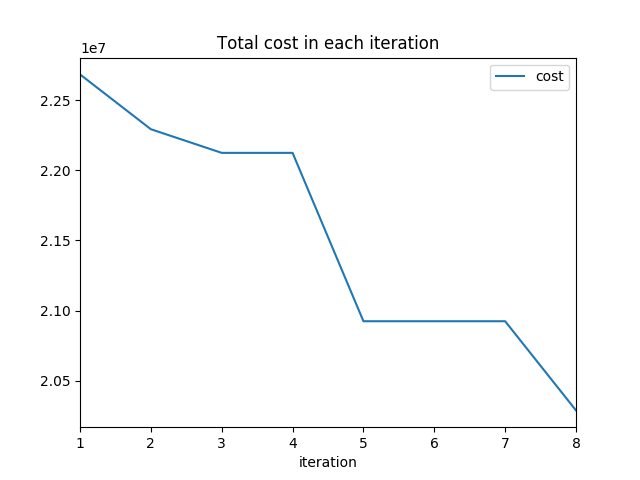 Total cost in each iteration
1e7
cost
2.25
2.20
2.15
2.10
2.05
1 2 3 4 5 6 7 8
iteration